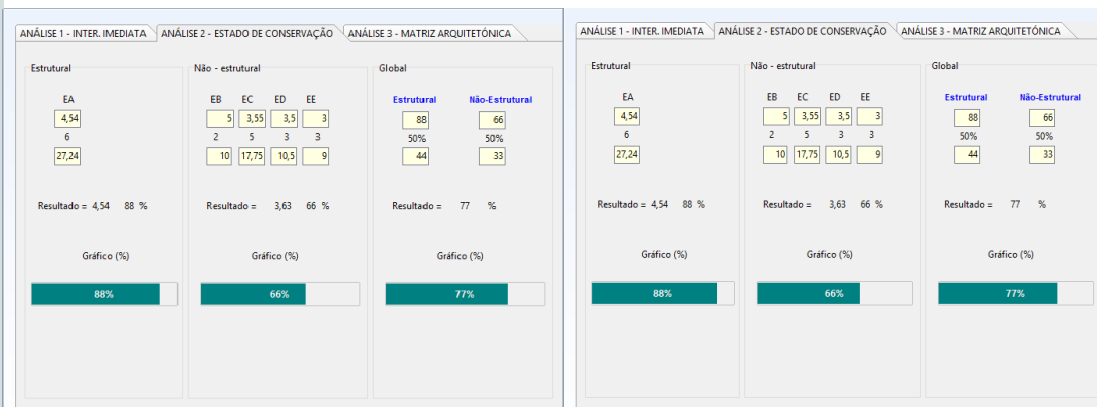 ANÁLISE 1 - INTER. IMEDIATA ANÁLISE 2 - ESTADO DE CONSERVAÇÃO ANÁLISE 3 - MATRIZ ARQUITETÓNICA
Estrutural Não - estrutural Global
EA EB EC ED EE Estrutural Não-Estrutural
4,54 5 3,55 3,5 3 88 66
6 2 5 3 3 50% 50%
27,24 10 17,75 10,5 9 44 33
Resultado = 4,54 88 % Resultado = 3,63 66 % Resultado = 77 %
Gráfico (%) Gráfico (%) Gráfico (%)
88% 66% 77%
ANÁLISE 1 - INTER. IMEDIATA ANÁLISE 2 - ESTADO DE CONSERVAÇÃO ANÁLISE 3 - MATRIZ ARQUITETÓNICA
Estrutural Não - estrutural Global
EA EB EC ED EE Estrutural Não-Estrutural
4,54 5 3,55 3,5 3 88 66
6 2 5 3 3 50% 50%
27,24 10 17,75 10,5 9 44 33
Resultado = 4,54 88 % Resultado = 3,63 66 % Resultado = 77 %
Gráfico (%) Gráfico (%) Gráfico (%)
88% 66% 77%